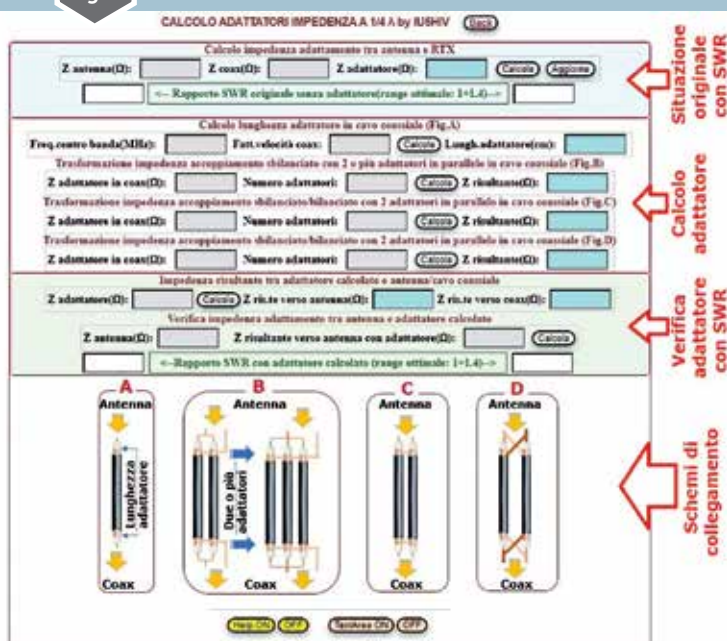 CALCOLO ADATTATORI IMPEDENZA A 1/4 λ by IU5HIV Back
Calcolo impedenza adattamento tra antenna e RTX
Z antenna(Ω): Z coax(Ω): Z adattatore(Ω): Calcola Aggiorna
<-- Rapporto SWR originale senza adattatore(range ottimale: 1÷1.4)-->
Situazione
originale
con SWR
Calcolo lunghezza adattatore in cavo coassiale (Fig.A)
Freq.centro banda(MHz): Fatt.velocità coax: Calcola Lungh.adattatore(cm):
Trasformazione impedenza accoppiamento sbilanciato con 2 o più adattatori in parallelo in cavo coassiale (Fig.B)
Z adattatore in coax(Ω): Numero adattatori: Calcola Z risultante(Ω):
Trasformazione impedenza accoppiamento sbilanciato/bilanciato con 2 adattatori in parallelo in cavo coassiale (Fig.C)
Z adattatore in coax(Ω): Numero adattatori: Calcola Z risultante(Ω):
Trasformazione impedenza accoppiamento sbilanciato/bilanciato con 2 adattatori in parallelo in cavo coassiale (Fig.D)
Z adattatore in coax(Ω): Numero adattatori: Calcola Z risultante(Ω):
Calcolo
adattatore
Impedenza risultante tra adattatore calcolato e antenna/cavo coassiale
Z adattatore(Ω): Calcola Z ris.te verso antenna(Ω): Z ris.te verso coax(Ω):
Verifica impedenza adattamento tra antenna e adattatore calcolato
Z antenna(Ω): Z risultante verso antenna con adattatore(Ω): Calcola
<--Rapporto SWR con adattatore calcolato (range ottimale: 1÷1.4)-->
Verifica
adattatore
con SWR
A
Antenna
Lunghezza
adattatore
Coax
B
Antenna
Due o più
adattatori
Coax
C
Antenna
Coax
D
Antenna
Coax
Schemi di
collegamento
Help ON OFF TextArea ON OFF